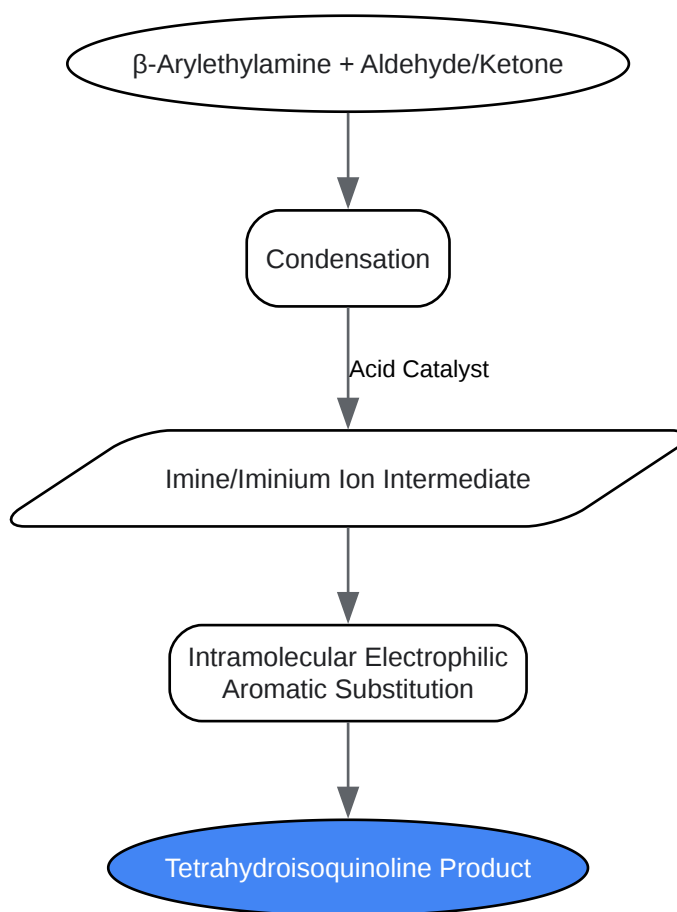 β-Arylethylamine + Aldehyde/Ketone
Condensation
Acid Catalyst
Imine/Iminium Ion Intermediate
Intramolecular Electrophilic
Aromatic Substitution
Tetrahydroisoquinoline Product